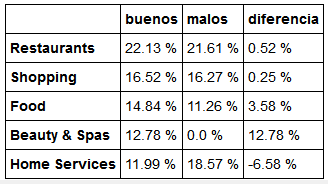 buenos malos diferencia
Restaurants 22.13 % 21.61 % 0.52 %
Shopping 16.52 % 16.27 % 0.25 %
Food 14.84 % 11.26 % 3.58 %
Beauty & Spas 12.78 % 0.0 % 12.78 %
Home Services 11.99 % 18.57 % -6.58 %